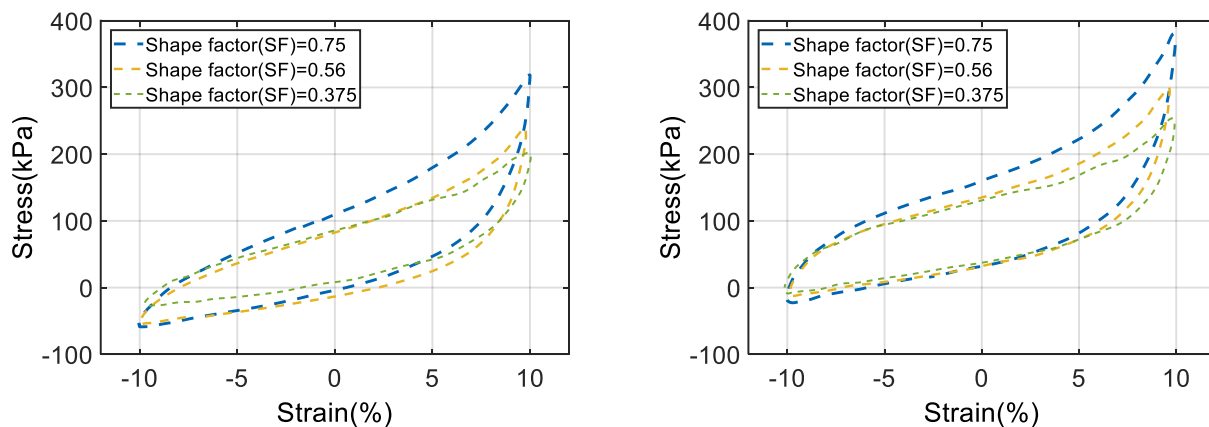 400
300
200
100
0
-100
-10 -5 0 5 10
Strain(%)
Stress(kPa)
Shape factor(SF)=0.75
Shape factor(SF)=0.56
Shape factor(SF)=0.375
400
300
200
100
0
-100
-10 -5 0 5 10
Strain(%)
Stress(kPa)
Shape factor(SF)=0.75
Shape factor(SF)=0.56
Shape factor(SF)=0.375